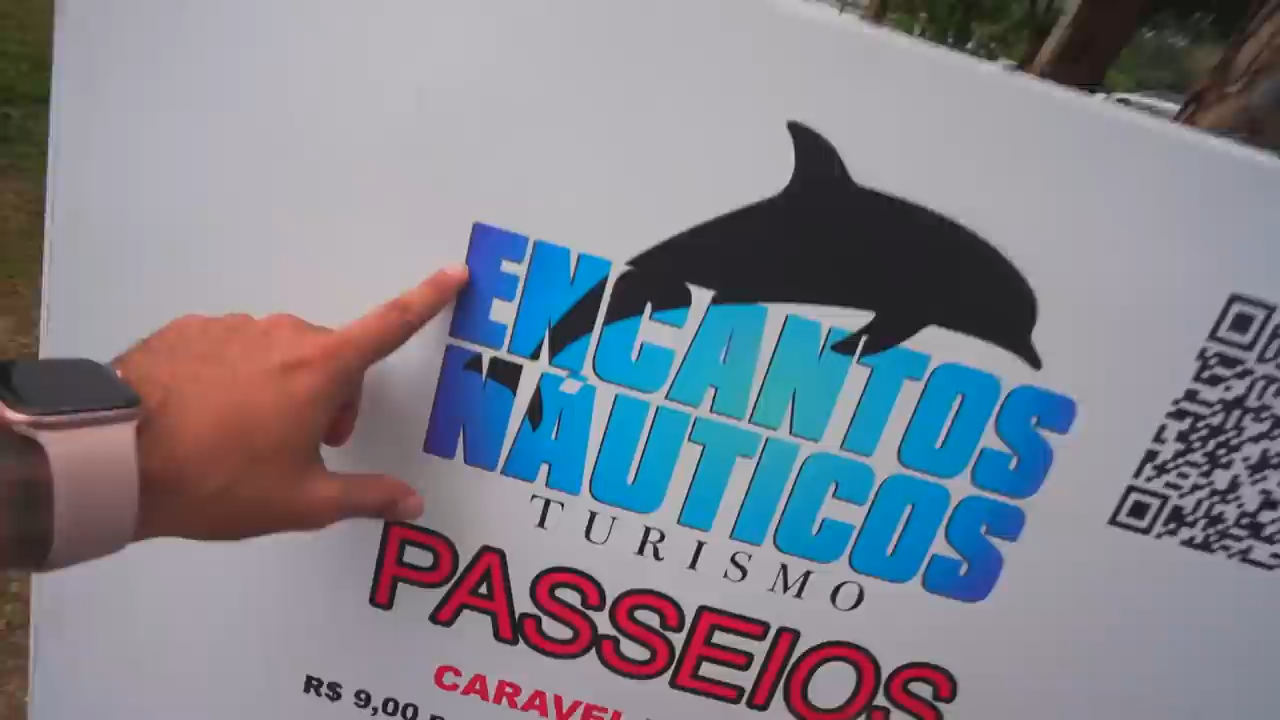 ENCANTOS
NÁUTICOS
TURISMO
PASSEIOS
R$ 9,00